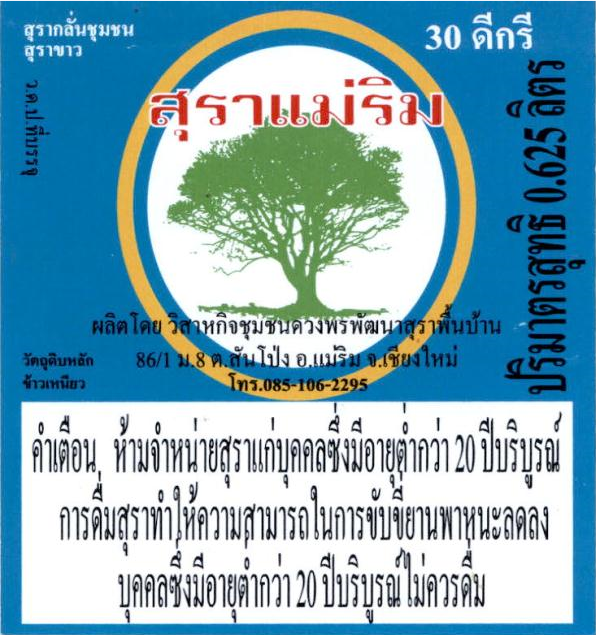 สุรากลั่นชุมชน
สุราขาว
30 ดีกรี
ว.ด.ป.ที่บรรจุ
สุราแม่ริม
ปริมาตรสุทธิ 0.625 ลิตร
ผลิตโดย วิสาหกิจชุมชนดวงพรพัฒนาสุราพื้นบ้าน
86/1 ม.8 ต.สันโป่ง อ.แม่ริม จ.เชียงใหม่
โทร.085-106-2295
วัตถุดิบหลัก
ข้าวเหนียว
คำเตือน ห้ามจำหน่ายสุราแก่บุคคลซึ่งมีอายุต่ำกว่า 20 ปีบริบูรณ์
การดื่มสุราทำให้ความสามารถในการขับขี่ยานพาหนะลดลง
บุคคลซึ่งมีอายุต่ำกว่า 20 ปีบริบูรณ์ไม่ควรดื่ม